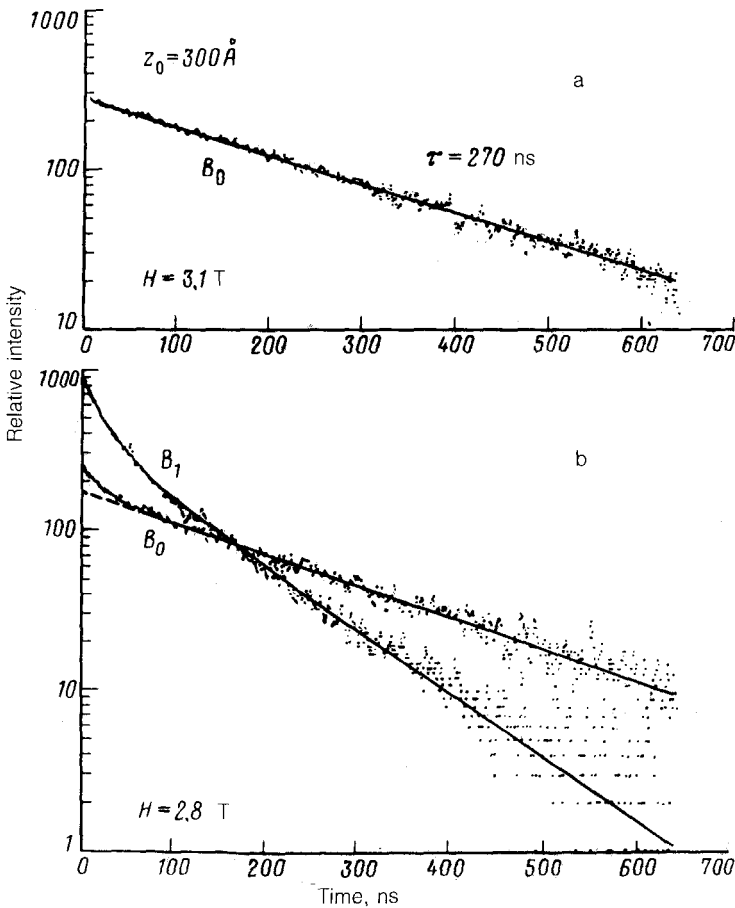 1000
z₀=300Å
a
100
B₀
τ = 270 ns
H = 3,1 T
10
0 100 200 300 400 500 600 700
Relative intensity
1000
B₁
b
100
B₀
10
H=2,8 T
1
0 100 200 300 400 500 600 700
Time, ns